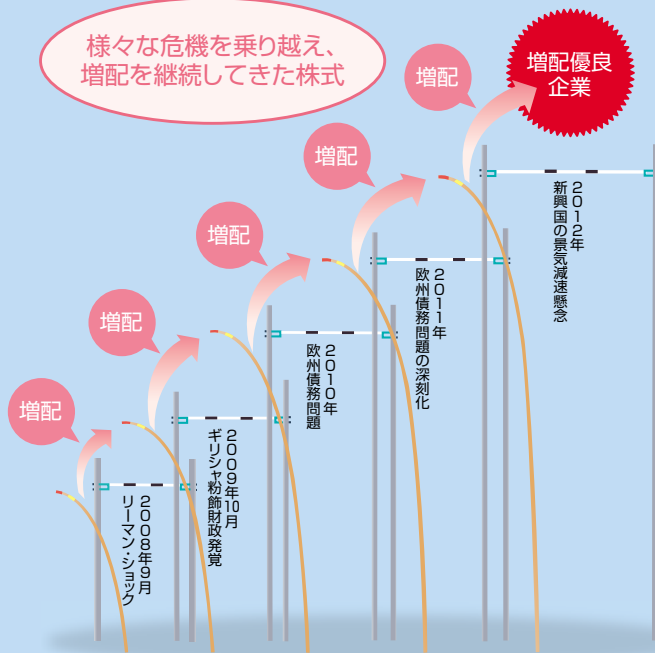 様々な危機を乗り越え、
増配を継続してきた株式
増配優良
企業
増配
増配
増配
増配
増配
2008年9月
リーマン・ショック
2009年10月
ギリシャ粉飾財政発覚
2010年
欧州債務問題
2011年
欧州債務問題の深刻化
2012年
新興国の景気減速懸念